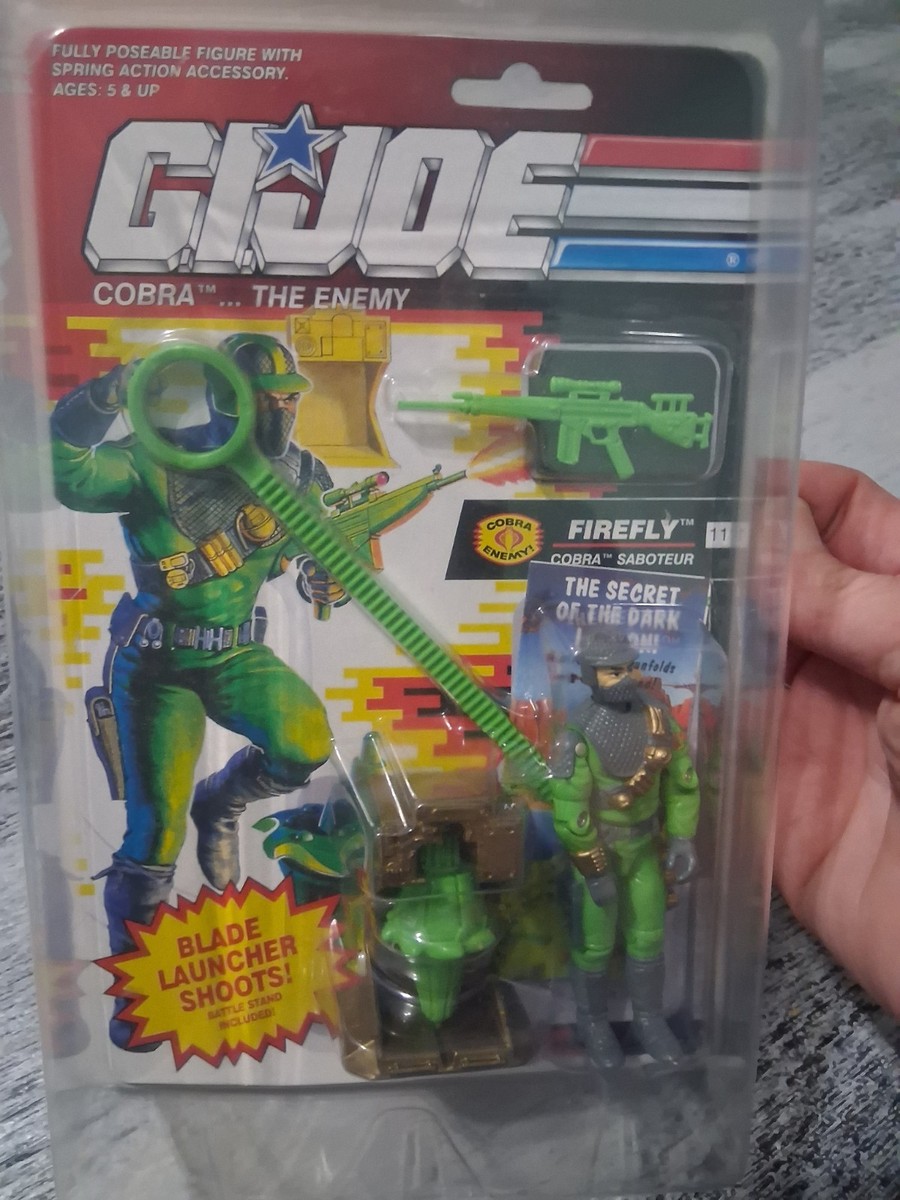 FULLY POSEABLE FIGURE WITH
SPRING ACTION ACCESSORY.
AGES: 5 & UP
G.I.JOE
®
COBRA™... THE ENEMY
COBRA
ENEMY!
FIREFLY™
11
COBRA™ SABOTEUR
THE SECRET
OF THE DARK
unfolds
BLADE
LAUNCHER
SHOOTS!
BATTLE STAND
INCLUDED!